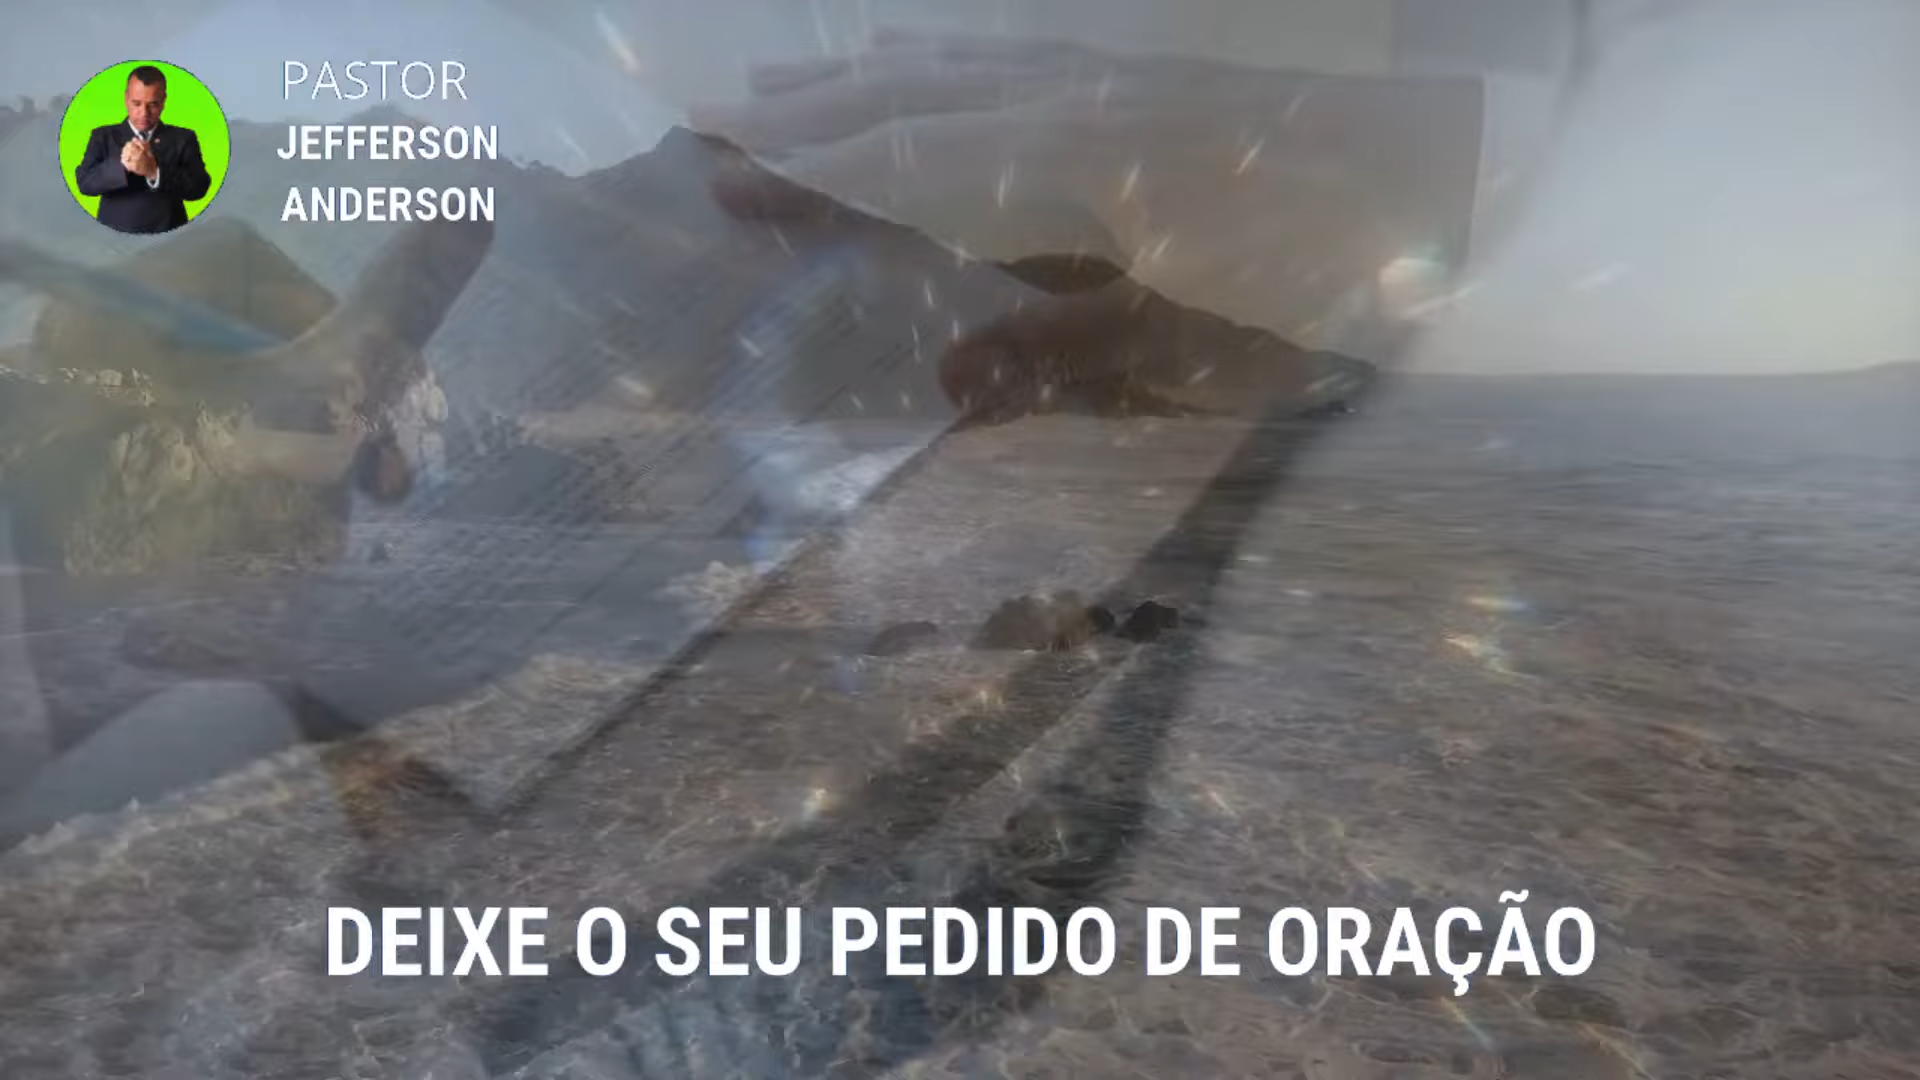 PASTOR
JEFFERSON
ANDERSON
DEIXE O SEU PEDIDO DE ORAÇÃO